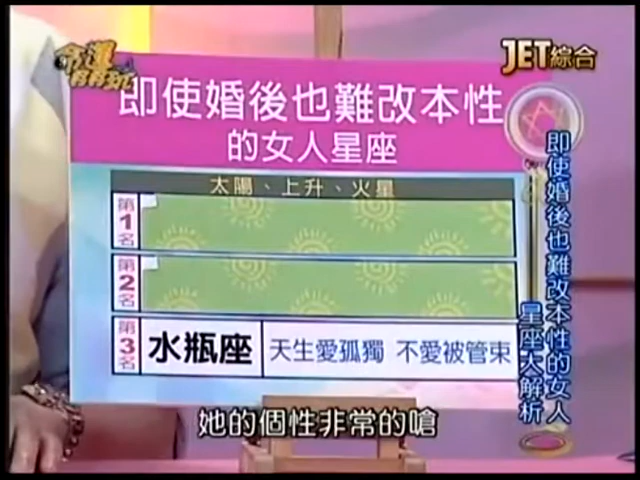 命運好好玩
JET綜合
即使婚後也難改本性
的女人星座
太陽、上升、火星
第1名
第2名
第3名
水瓶座
天生愛孤獨 不愛被管束
即使婚後也難改本性的女人
星座大解析
她的個性非常的嗆